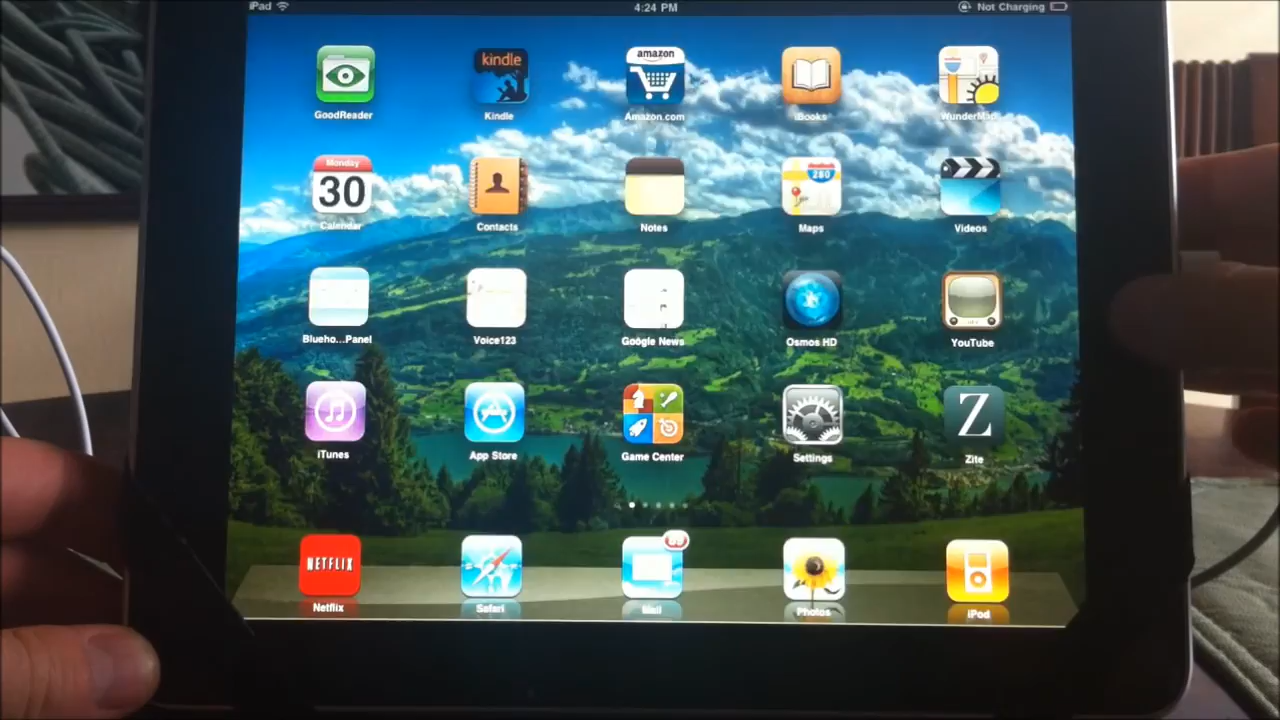 iPad 4:24 PM Not Charging
kindle amazon
GoodReader Kindle Amazon.com iBooks WunderMap
Monday
30 280
Calendar Contacts Notes Maps Videos
Blueho...Panel Voice123 Google News Osmos HD YouTube
Z
iTunes App Store Game Center Settings Zite
NETFLIX
Netflix Safari Mail Photos iPod